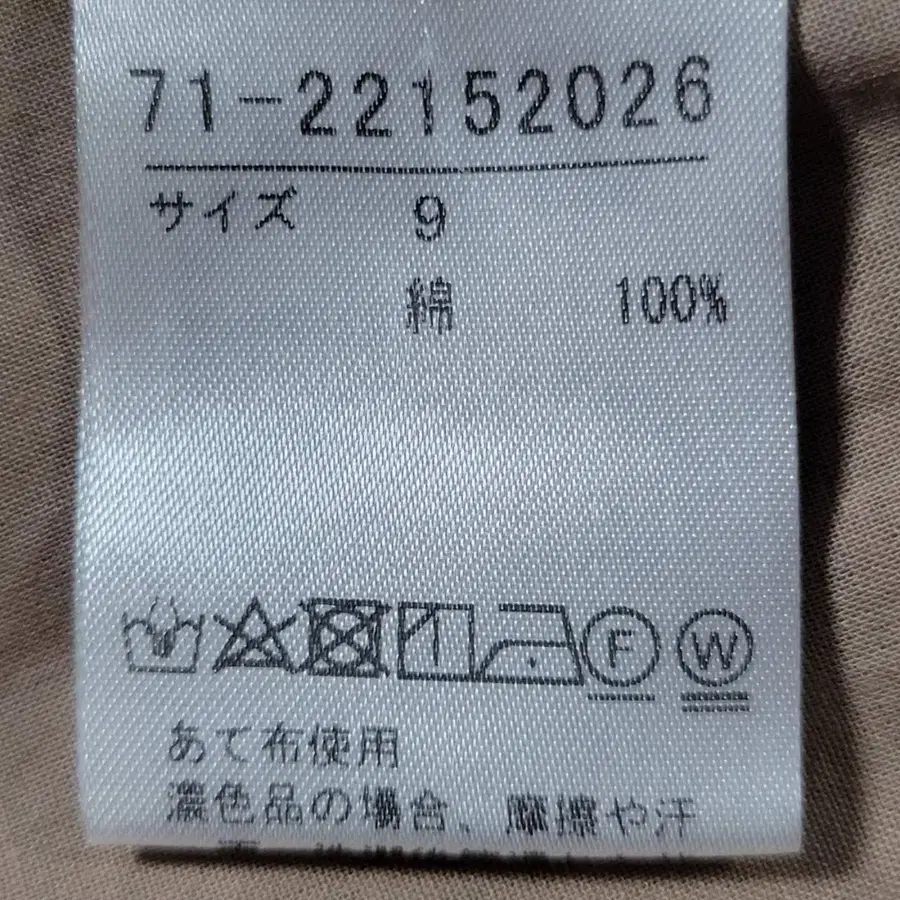 71-22152026
サイズ 9
綿 100%
F W
あて布使用
濃色品の場合、摩擦や汗